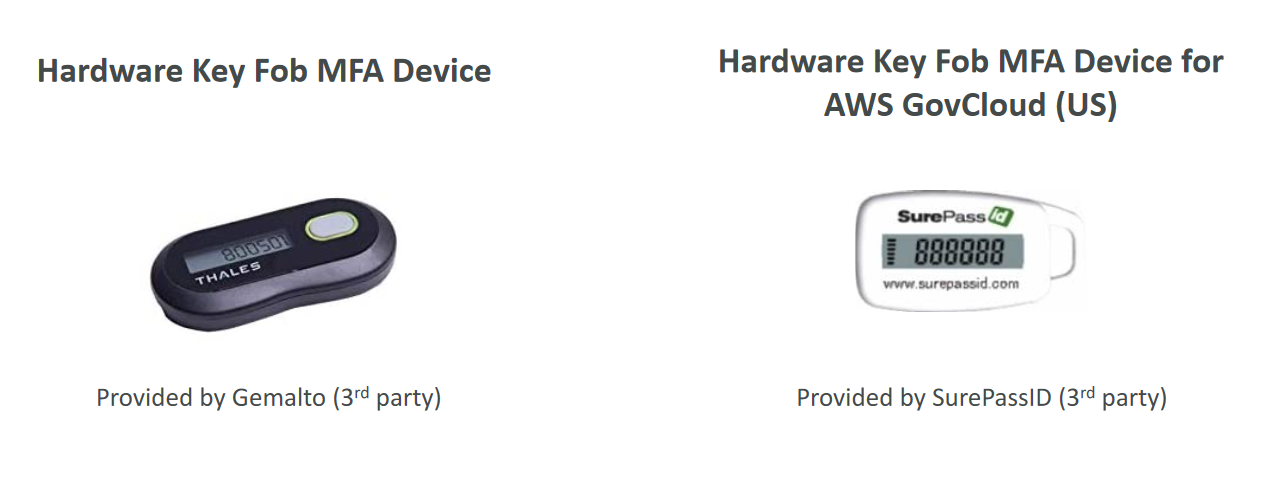 Hardware Key Fob MFA Device
Hardware Key Fob MFA Device for
AWS GovCloud (US)
THALES
SurePass id
888888
www.surepassid.com
Provided by Gemalto (3rd party)
Provided by SurePassID (3rd party)